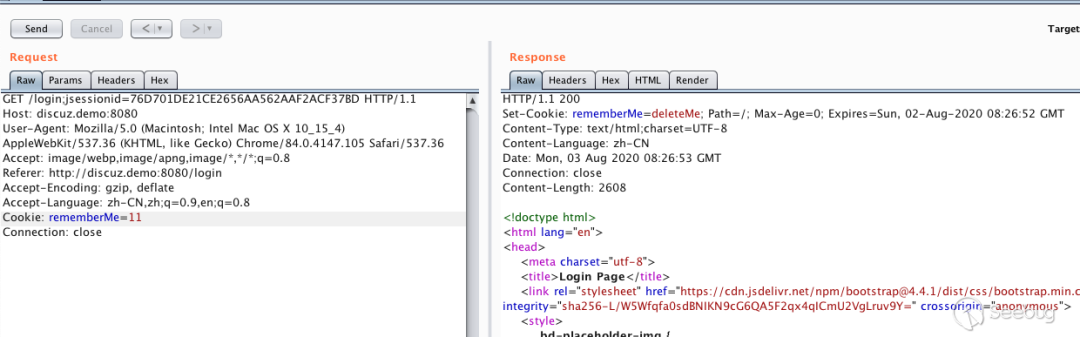 Send Cancel < >
Target
Request
Response
Raw Params Headers Hex
Raw Headers Hex HTML Render
GET /login;jsessionid=76D701DE21CE2656AA562AAF2ACF37BD HTTP/1.1
Host: discuz.demo:8080
User-Agent: Mozilla/5.0 (Macintosh; Intel Mac OS X 10_15_4)
AppleWebKit/537.36 (KHTML, like Gecko) Chrome/84.0.4147.105 Safari/537.36
Accept: image/webp,image/apng,image/*,*/*;q=0.8
Referer: http://discuz.demo:8080/login
Accept-Encoding: gzip, deflate
Accept-Language: zh-CN,zh;q=0.9,en;q=0.8
Cookie: rememberMe=11
Connection: close
HTTP/1.1 200
Set-Cookie: rememberMe=deleteMe; Path=/; Max-Age=0; Expires=Sun, 02-Aug-2020 08:26:52 GMT
Content-Type: text/html;charset=UTF-8
Content-Language: zh-CN
Date: Mon, 03 Aug 2020 08:26:53 GMT
Connection: close
Content-Length: 2608
<!doctype html>
<html lang="en">
<head>
<meta charset="utf-8">
<title>Login Page</title>
<link rel="stylesheet" href="https://cdn.jsdelivr.net/npm/bootstrap@4.4.1/dist/css/bootstrap.min.c
integrity="sha256-L/W5Wfqfa0sdBNIKN9cG6QA5F2qx4qICmU2VgLruv9Y=" crossorigin="anonymous">
<style>
.bd-placeholder-img {
Seebug